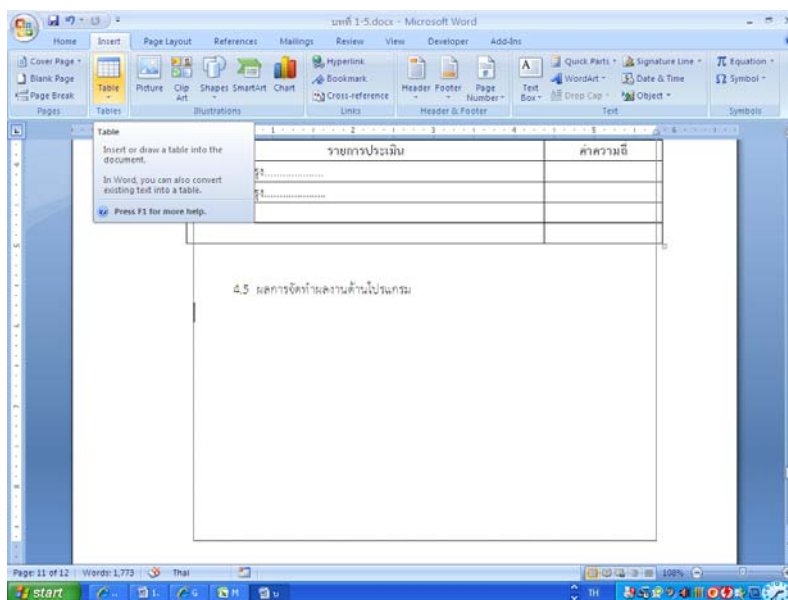 บทที่ 1-5.docx - Microsoft Word
Home Insert Page Layout References Mailings Review View Developer Add-Ins
Cover Page
Blank Page
Page Break
Pages
Table
Tables
Picture Clip Art Shapes SmartArt Chart
Illustrations
Hyperlink
Bookmark
Cross-reference
Links
Header Footer Page Number
Header & Footer
Text Box
Quick Parts
WordArt
Drop Cap
Signature Line
Date & Time
Object
Text
Equation
Symbol
Symbols
Table
Insert or draw a table into the
document.
In Word, you can also convert
existing text into a table.
Press F1 for more help.
รายการประเมิน ค่าความถี่
4.5 ผลการจัดทำผลงานด้านโปรแกรม
Page: 11 of 12 Words: 1,773 Thai 108%
start TH